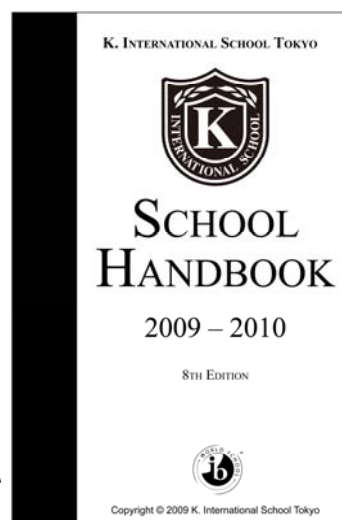 K. INTERNATIONAL SCHOOL TOKYO
K
INTERNATIONAL SCHOOL
SCHOOL
HANDBOOK
2009 – 2010
8TH EDITION
WORLD SCHOOL
ib
Copyright © 2009 K. International School Tokyo